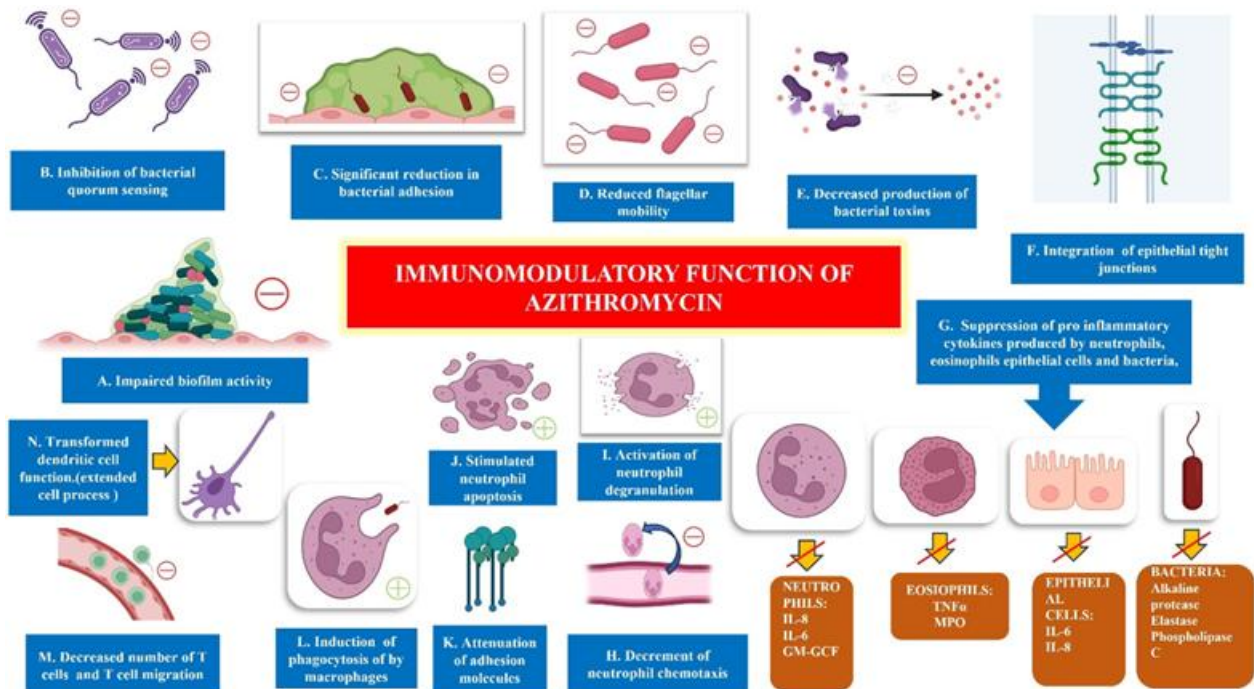 B. Inhibition of bacterial
quorum sensing
C. Significant reduction in
bacterial adhesion
D. Reduced flagellar
mobility
E. Decreased production of
bacterial toxins
F. Integration of epithelial tight
junctions
IMMUNOMODULATORY FUNCTION OF
AZITHROMYCIN
A. Impaired biofilm activity
G. Suppression of pro inflammatory
cytokines produced by neutrophils,
eosinophils epithelial cells and bacteria,
N. Transformed
dendritic cell
function.(extended
cell process )
J. Stimulated
neutrophil
apoptosis
I. Activation of
neutrophil
degranulation
M. Decreased number of T
cells and T cell migration
L. Induction of
phagocytosis of by
macrophages
K. Attenuation
of adhesion
molecules
H. Decrement of
neutrophil chemotaxis
NEUTRO
PHILS:
IL-8
IL-6
GM-GCF
EOSIOPHILS:
TNFα
MPO
EPITHELI
AL
CELLS:
IL-6
IL-8
BACTERIA:
Alkaline
protease
Elastase
Phospholipase
C